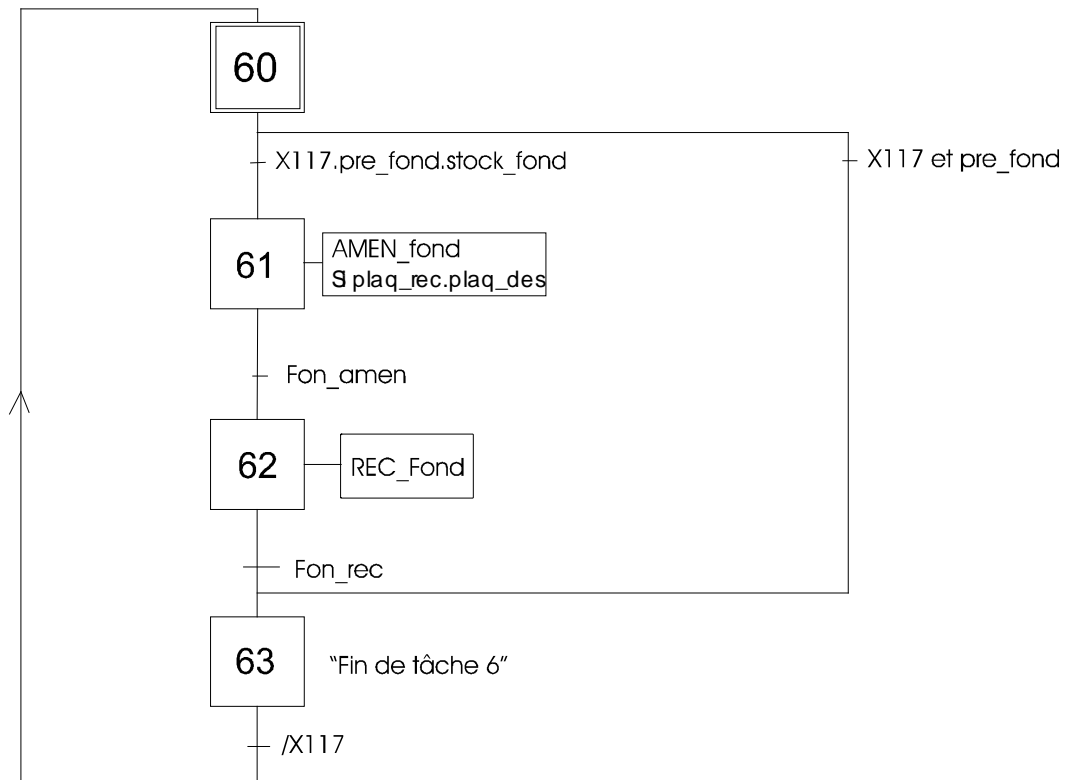 60
X117.pre_fond.stock_fond
X117 et pre_fond
61
AMEN_fond
Si plaq_rec.plaq_des
Fon_amen
62
REC_Fond
Fon_rec
63
“Fin de tâche 6”
/X117